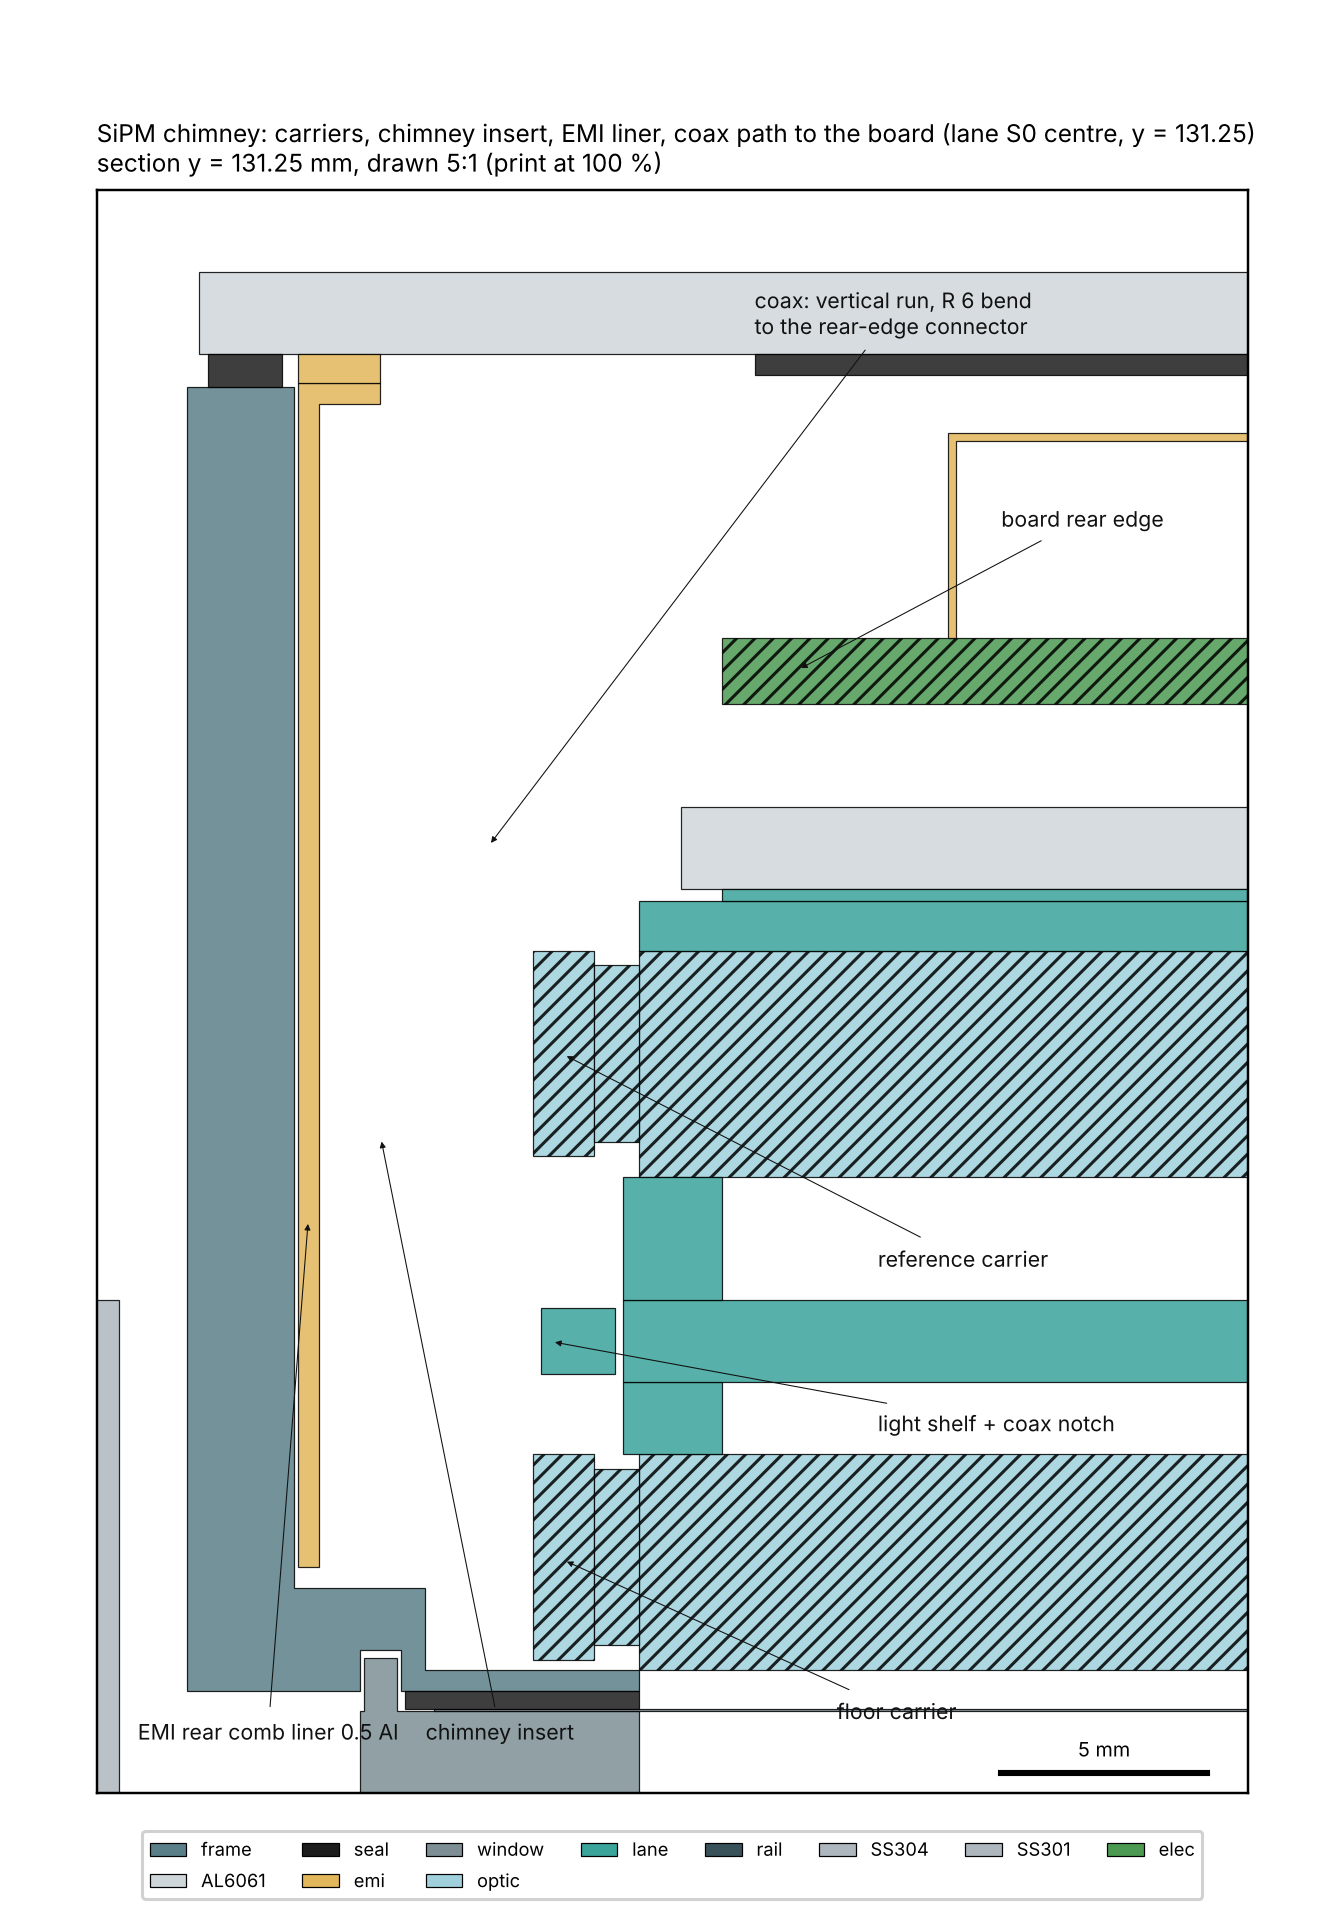 SiPM chimney: carriers, chimney insert, EMI liner, coax path to the board (lane S0 centre, y = 131.25)
section y = 131.25 mm, drawn 5:1 (print at 100 %)
coax: vertical run, R 6 bend
to the rear-edge connector
board rear edge
reference carrier
light shelf + coax notch
floor carrier
EMI rear comb liner 0.5 Al
chimney insert
5 mm
frame
seal
window
lane
rail
SS304
SS301
elec
AL6061
emi
optic